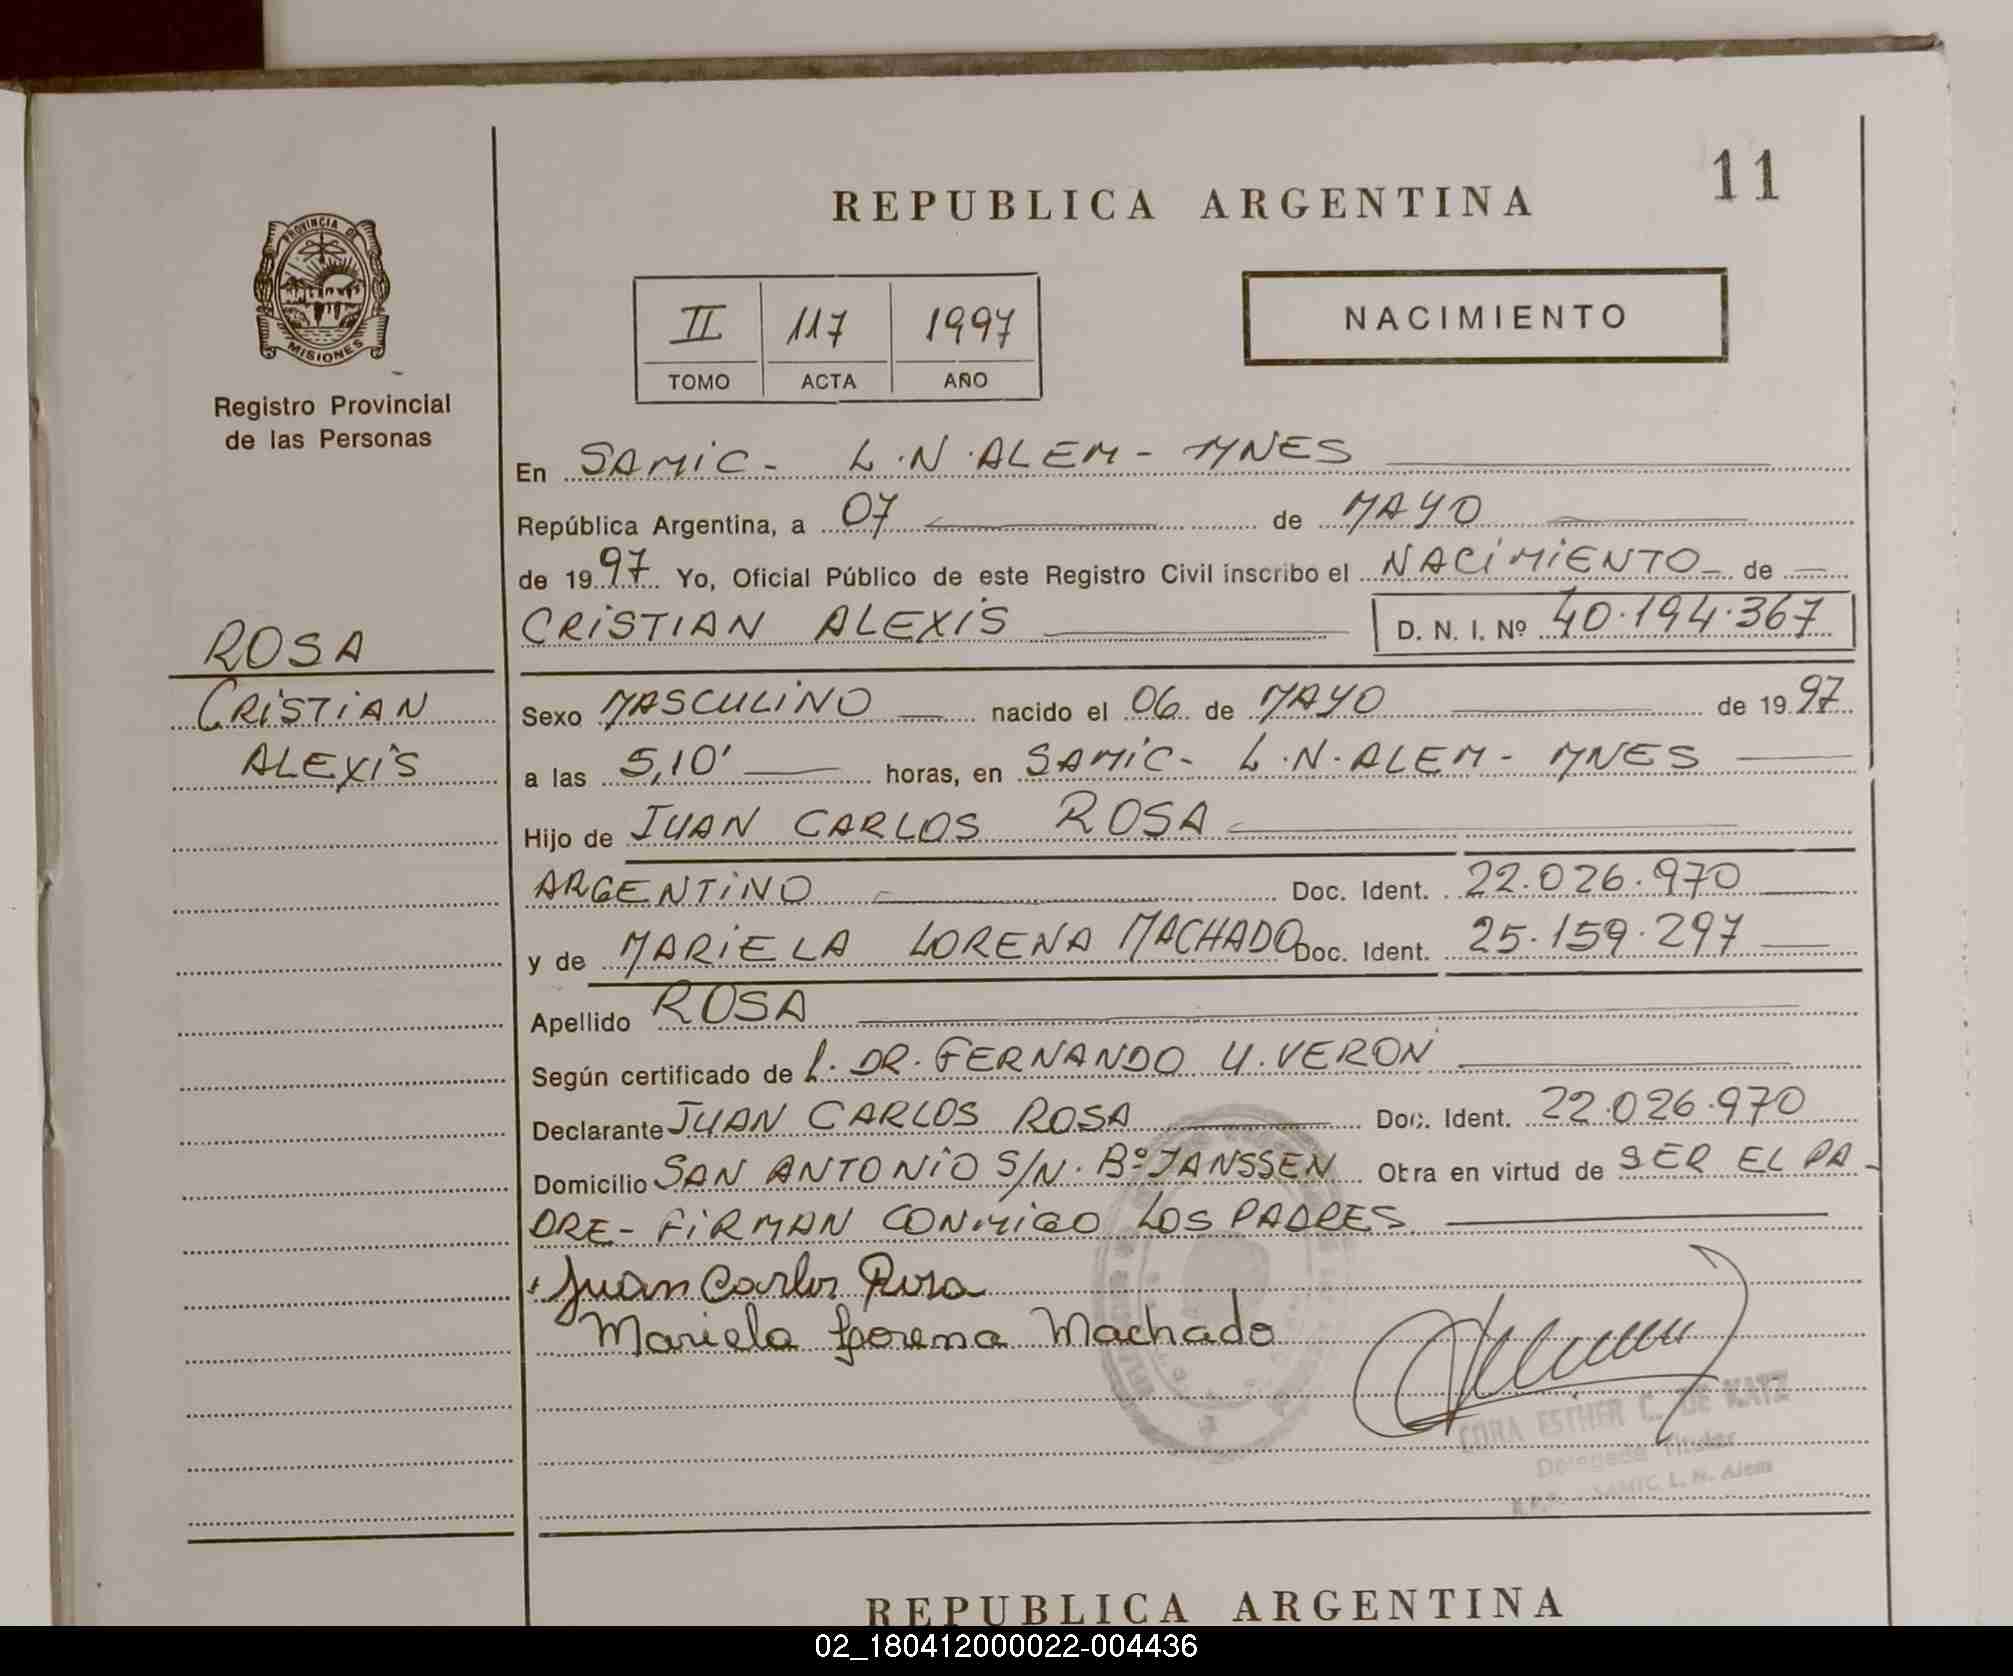 11
REPUBLICA ARGENTINA
PROVINCIA DE
MISIONES
II 117 1997
TOMO ACTA AÑO
NACIMIENTO
Registro Provincial
de las Personas
En SAMIC - L.N.ALEM - MNES
República Argentina, a 07 de MAYO
de 1997 Yo, Oficial Público de este Registro Civil inscribo el NACIMIENTO de
CRISTIAN ALEXIS D. N. I. Nº 40.194.367
ROSA
CRISTIAN
ALEXIS
Sexo MASCULINO nacido el 06 de MAYO de 1997
a las 5,10' horas, en SAMIC - L.N.ALEM - MNES
Hijo de JUAN CARLOS ROSA
ARGENTINO Doc. Ident. 22.026.970
y de MARIELA LORENA MACHADO Doc. Ident. 25.159.297
Apellido ROSA
Según certificado de L. DR. FERNANDO U. VERON
Declarante JUAN CARLOS ROSA Doc. Ident. 22.026.970
Domicilio SAN ANTONIO S/N. Bº JANSSEN Obra en virtud de SER EL PA-
DRE - FIRMAN CONMIGO LOS PADRES
Juan Carlos Rosa
Mariela Lorena Machado
CORA ESTHER C. DE KATZ
Delegada Titular
SAMIC L. N. Alem
REPUBLICA ARGENTINA
02_180412000022-004436